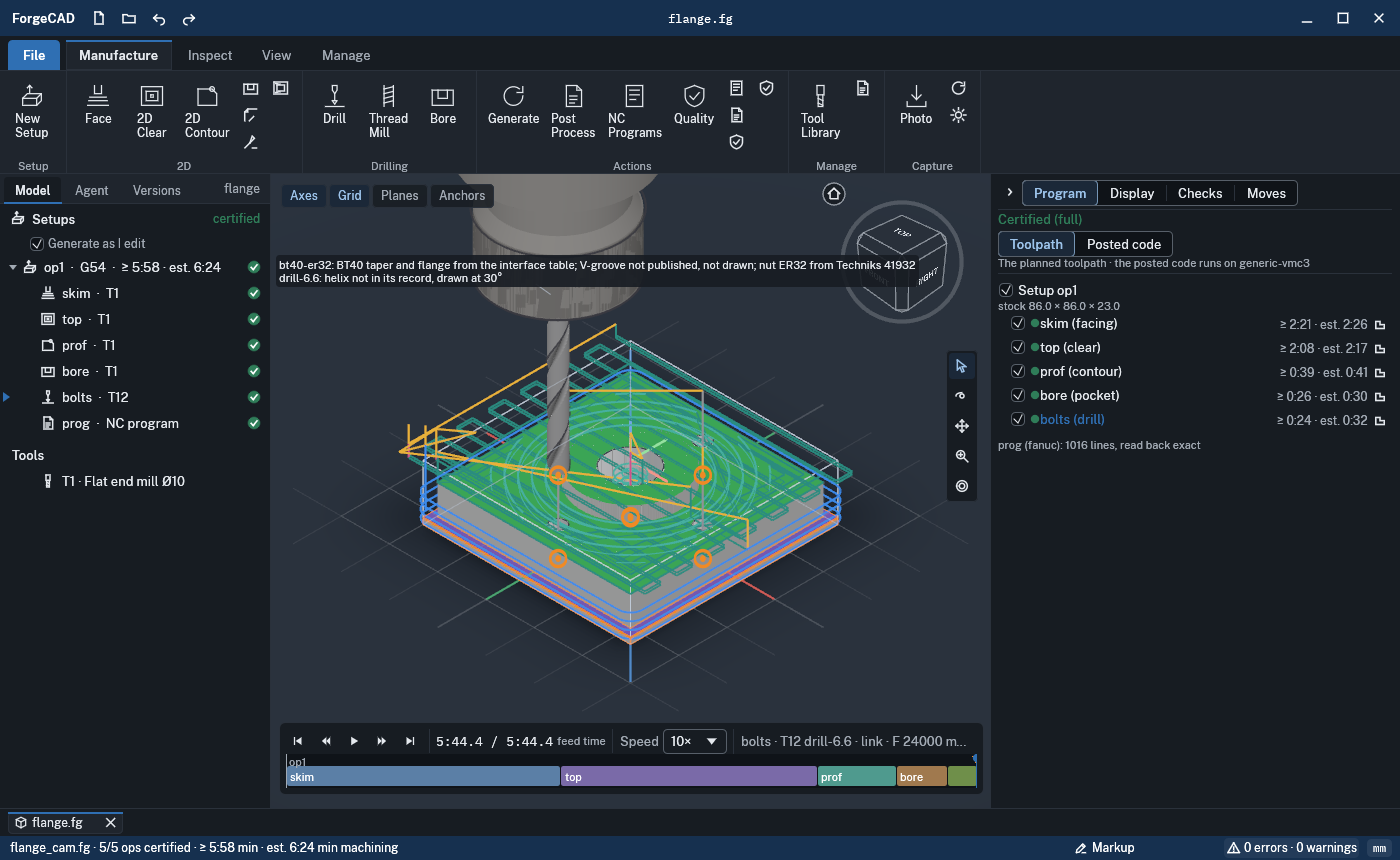 ForgeCAD
flange.fg
File Manufacture Inspect View Manage
New Setup
Face
2D Clear
2D Contour
Drill
Thread Mill
Bore
Generate
Post Process
NC Programs
Quality
Tool Library
Photo
Setup 2D Drilling Actions Manage Capture
Model Agent Versions flange
Setups certified
Generate as I edit
op1 · G54 · ≥ 5:58 · est. 6:24
skim · T1
top · T1
prof · T1
bore · T1
bolts · T12
prog · NC program
Tools
T1 · Flat end mill Ø10
Axes Grid Planes Anchors
bt40-er32: BT40 taper and flange from the interface table; V-groove not published, not drawn; nut ER32 from Techniks 41932
drill-6.6: helix not in its record, drawn at 30°
TOP
RIGHT
5:44.4 / 5:44.4 feed time Speed 10× bolts · T12 drill-6.6 · link · F 24000 m...
op1
skim top prof bore
Program Display Checks Moves
Certified (full)
Toolpath Posted code
The planned toolpath · the posted code runs on generic-vmc3
Setup op1
stock 86.0 × 86.0 × 23.0
skim (facing) ≥ 2:21 · est. 2:26
top (clear) ≥ 2:08 · est. 2:17
prof (contour) ≥ 0:39 · est. 0:41
bore (pocket) ≥ 0:26 · est. 0:30
bolts (drill) ≥ 0:24 · est. 0:32
prog (fanuc): 1016 lines, read back exact
flange.fg
flange_cam.fg · 5/5 ops certified · ≥ 5:58 min · est. 6:24 min machining
Markup
0 errors · 0 warnings mm